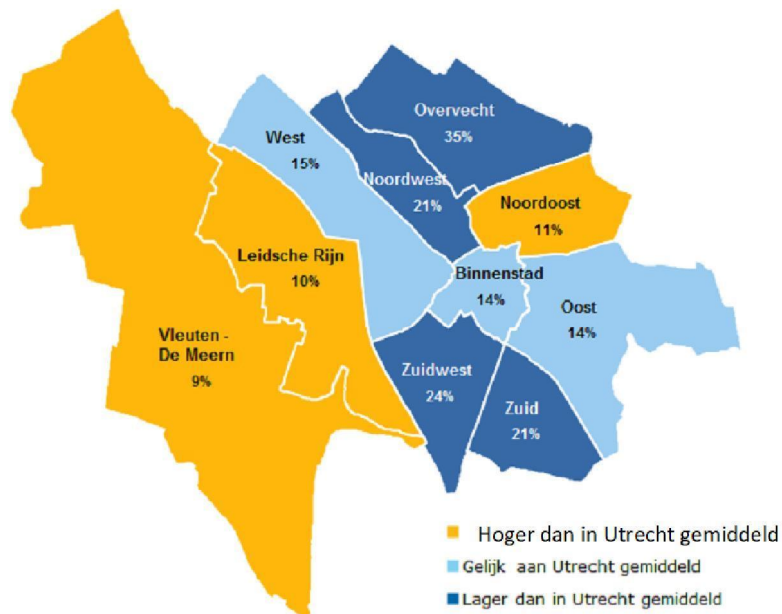 Overvecht
35%
West
15%
Noordwest
21%
Noordoost
11%
Leidsche Rijn
10%
Binnenstad
14%
Oost
14%
Vleuten -
De Meern
9%
Zuidwest
24%
Zuid
21%
Hoger dan in Utrecht gemiddeld
Gelijk aan Utrecht gemiddeld
Lager dan in Utrecht gemiddeld